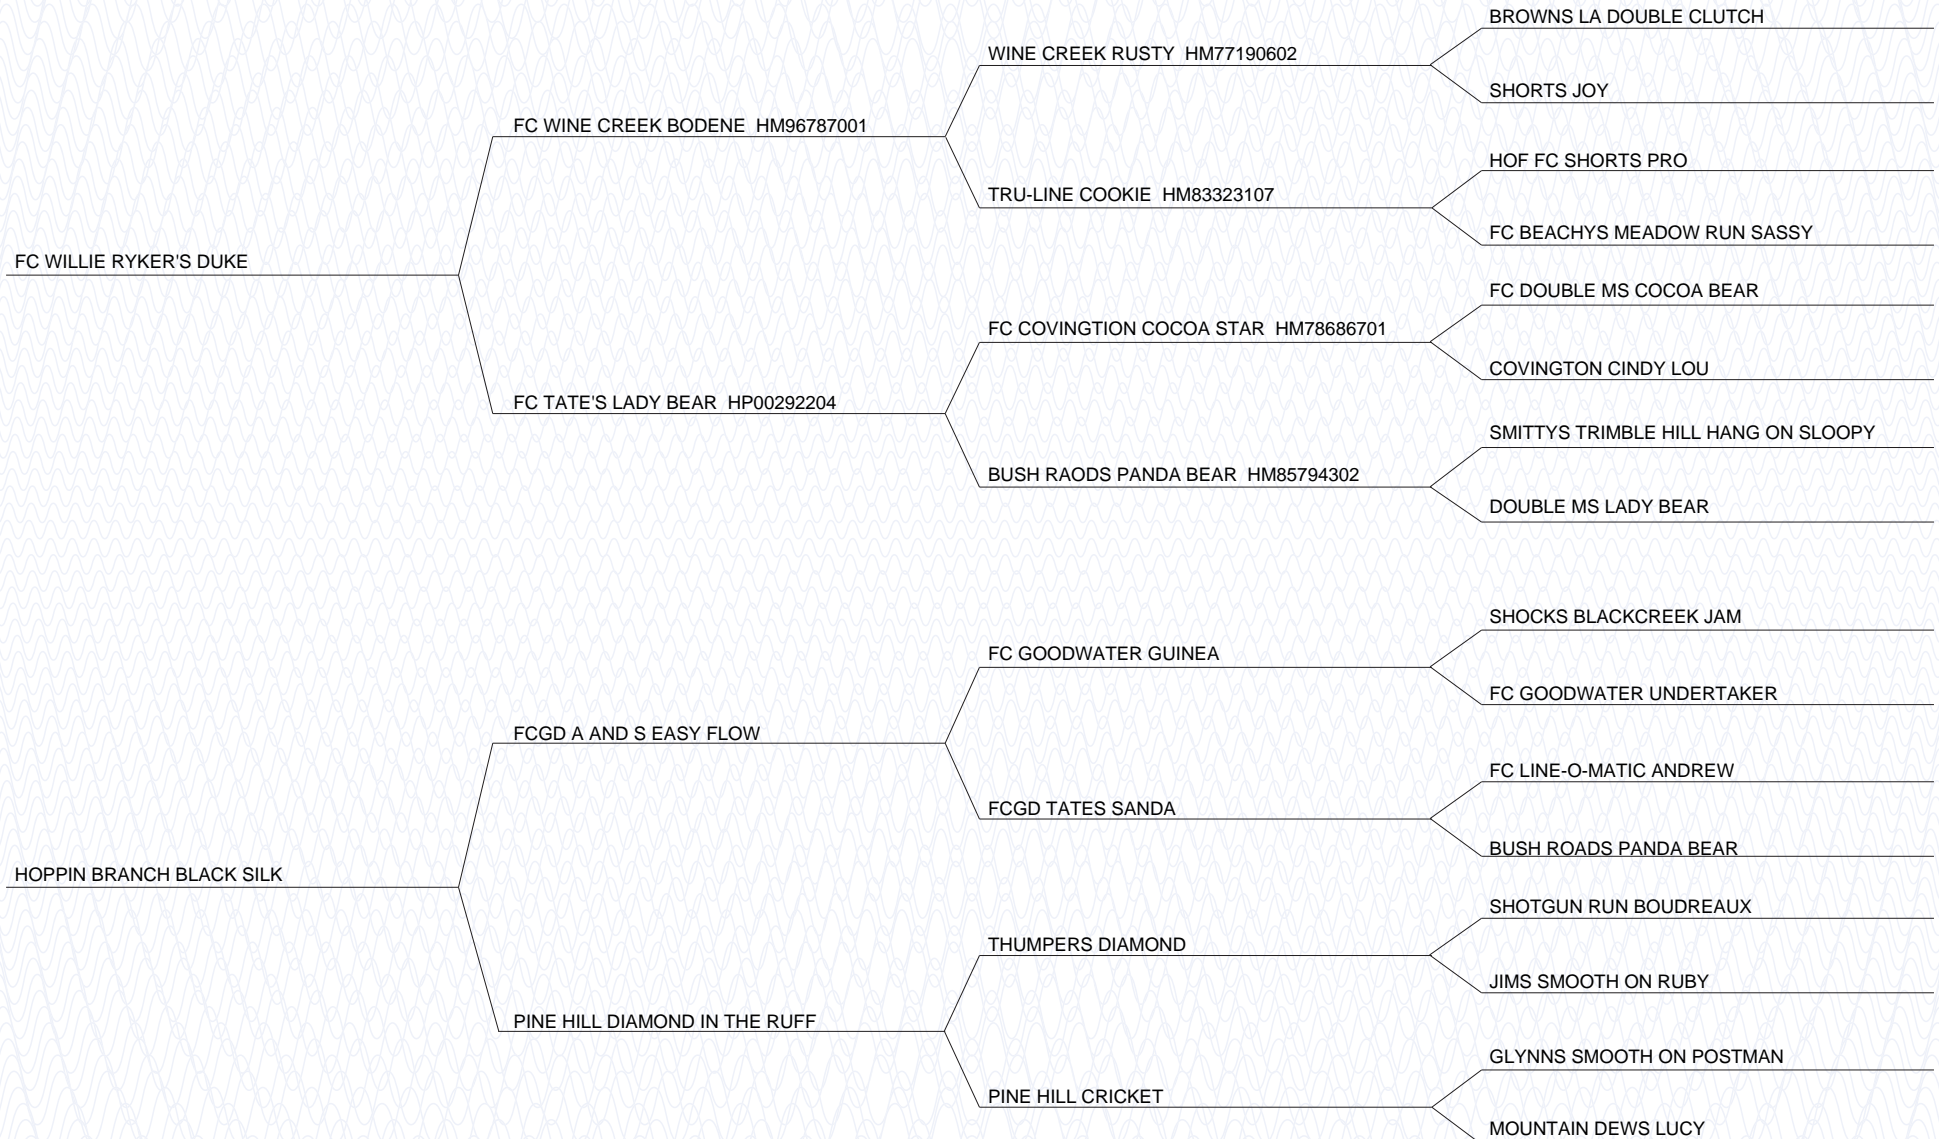 BROWNS LA DOUBLE CLUTCH
WINE CREEK RUSTY HM77190602
SHORTS JOY
FC WINE CREEK BODENE HM96787001
HOF FC SHORTS PRO
TRU-LINE COOKIE HM83323107
FC BEACHYS MEADOW RUN SASSY
FC WILLIE RYKER'S DUKE
FC DOUBLE MS COCOA BEAR
FC COVINGTION COCOA STAR HM78686701
COVINGTON CINDY LOU
FC TATE'S LADY BEAR HP00292204
SMITTYS TRIMBLE HILL HANG ON SLOOPY
BUSH RAODS PANDA BEAR HM85794302
DOUBLE MS LADY BEAR
SHOCKS BLACKCREEK JAM
FC GOODWATER GUINEA
FC GOODWATER UNDERTAKER
FCGD A AND S EASY FLOW
FC LINE-O-MATIC ANDREW
FCGD TATES SANDA
BUSH ROADS PANDA BEAR
HOPPIN BRANCH BLACK SILK
SHOTGUN RUN BOUDREAUX
THUMPERS DIAMOND
JIMS SMOOTH ON RUBY
PINE HILL DIAMOND IN THE RUFF
GLYNNS SMOOTH ON POSTMAN
PINE HILL CRICKET
MOUNTAIN DEWS LUCY